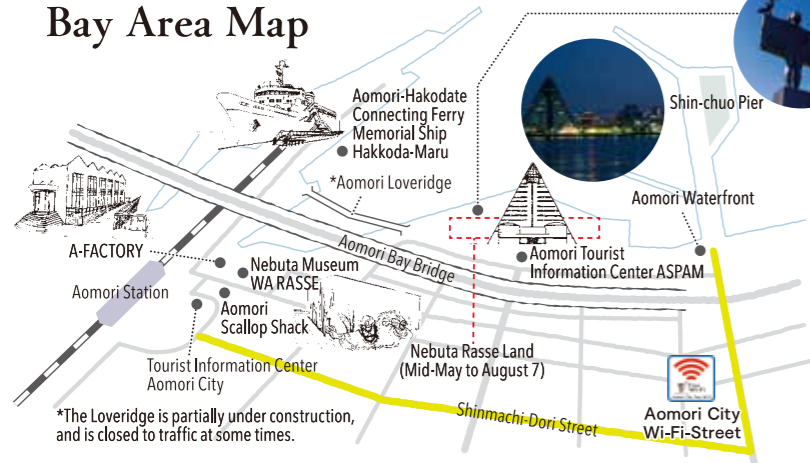 Bay Area Map
Aomori-Hakodate
Connecting Ferry
Memorial Ship
Hakkoda-Maru
*Aomori Loveridge
Shin-chuo Pier
Aomori Waterfront
A-FACTORY
Aomori Bay Bridge
Aomori Tourist
Information Center ASPAM
Nebuta Museum
WA RASSE
Aomori Station
Aomori
Scallop Shack
Nebuta Rasse Land
(Mid-May to August 7)
Tourist Information Center
Aomori City
Shinmachi-Dori Street
Aomori City
Wi-Fi-Street
*The Loveridge is partially under construction,
and is closed to traffic at some times.